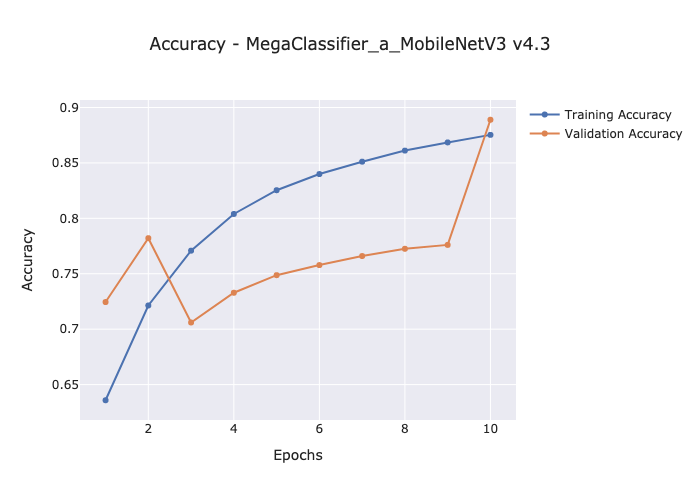 Accuracy - MegaClassifier_a_MobileNetV3 v4.3
Training Accuracy
Validation Accuracy
Accuracy
0.9
0.85
0.8
0.75
0.7
0.65
2 4 6 8 10
Epochs